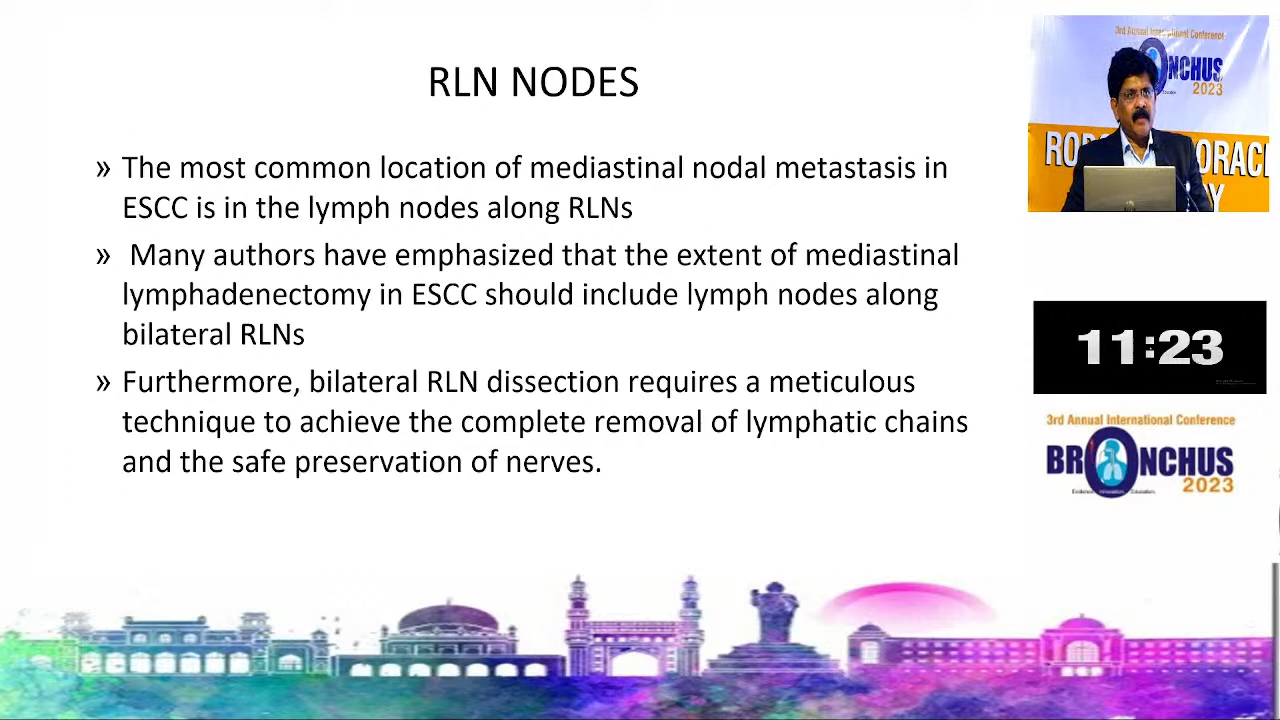 RLN NODES
» The most common location of mediastinal nodal metastasis in
ESCC is in the lymph nodes along RLNs
» Many authors have emphasized that the extent of mediastinal
lymphadenectomy in ESCC should include lymph nodes along
bilateral RLNs
» Furthermore, bilateral RLN dissection requires a meticulous
technique to achieve the complete removal of lymphatic chains
and the safe preservation of nerves.
3rd Annual International Conference
NCHUS
2023
11:23
3rd Annual International Conference
BRONCHUS
2023
Evidence. Innovation. Education.